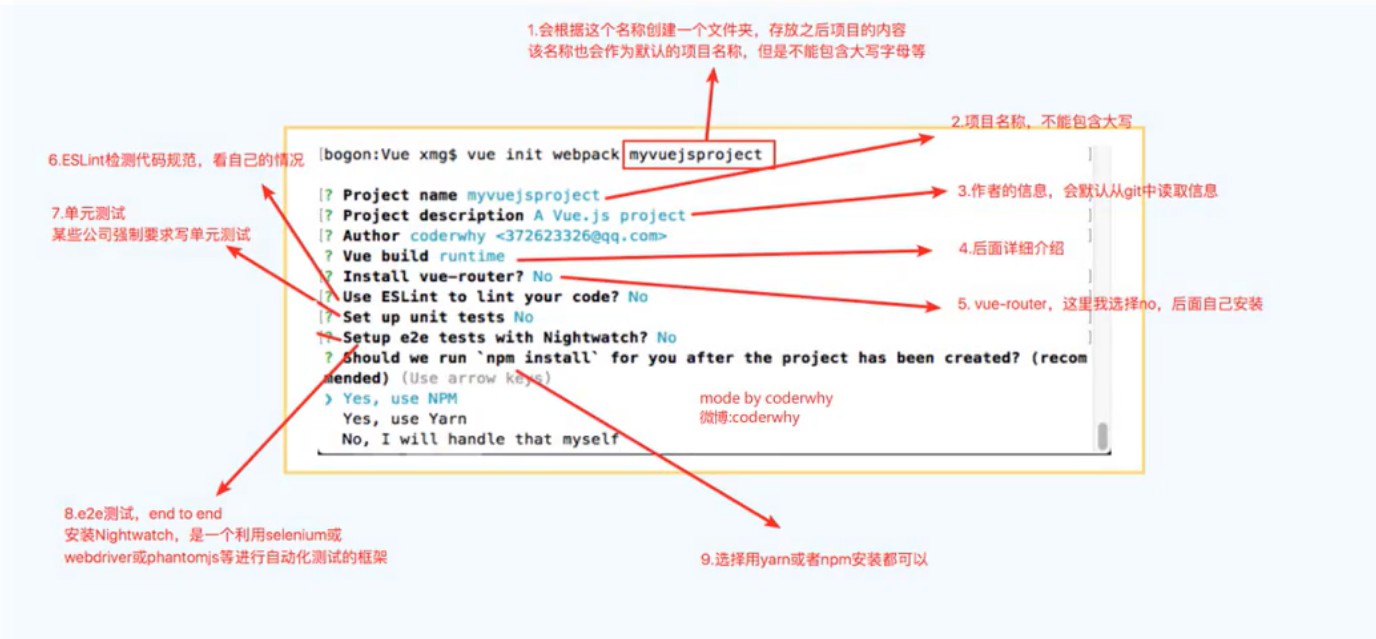 1.会根据这个名称创建一个文件夹，存放之后项目的内容
该名称也会作为默认的项目名称，但是不能包含大写字母等
2.项目名称，不能包含大写
6.ESLint检测代码规范，看自己的情况
[bogon:Vue xmg$ vue init webpack myvuejsproject ]
[? Project name myvuejsproject ]
3.作者的信息，会默认从git中读取信息
7.单元测试
某些公司强制要求写单元测试
[? Project description A Vue.js project ]
[? Author coderwhy <372623326@qq.com> ]
4.后面详细介绍
? Vue build runtime
[? Install vue-router? No ]
5. vue-router，这里我选择no，后面自己安装
[? Use ESLint to lint your code? No ]
[? Set up unit tests No ]
[? Setup e2e tests with Nightwatch? No ]
? Should we run `npm install` for you after the project has been created? (recom
mended) (Use arrow keys)
❯ Yes, use NPM
Yes, use Yarn
No, I will handle that myself
mode by coderwhy
微博:coderwhy
8.e2e测试，end to end
安装Nightwatch，是一个利用selenium或
webdriver或phantomjs等进行自动化测试的框架
9.选择用yarn或者npm安装都可以